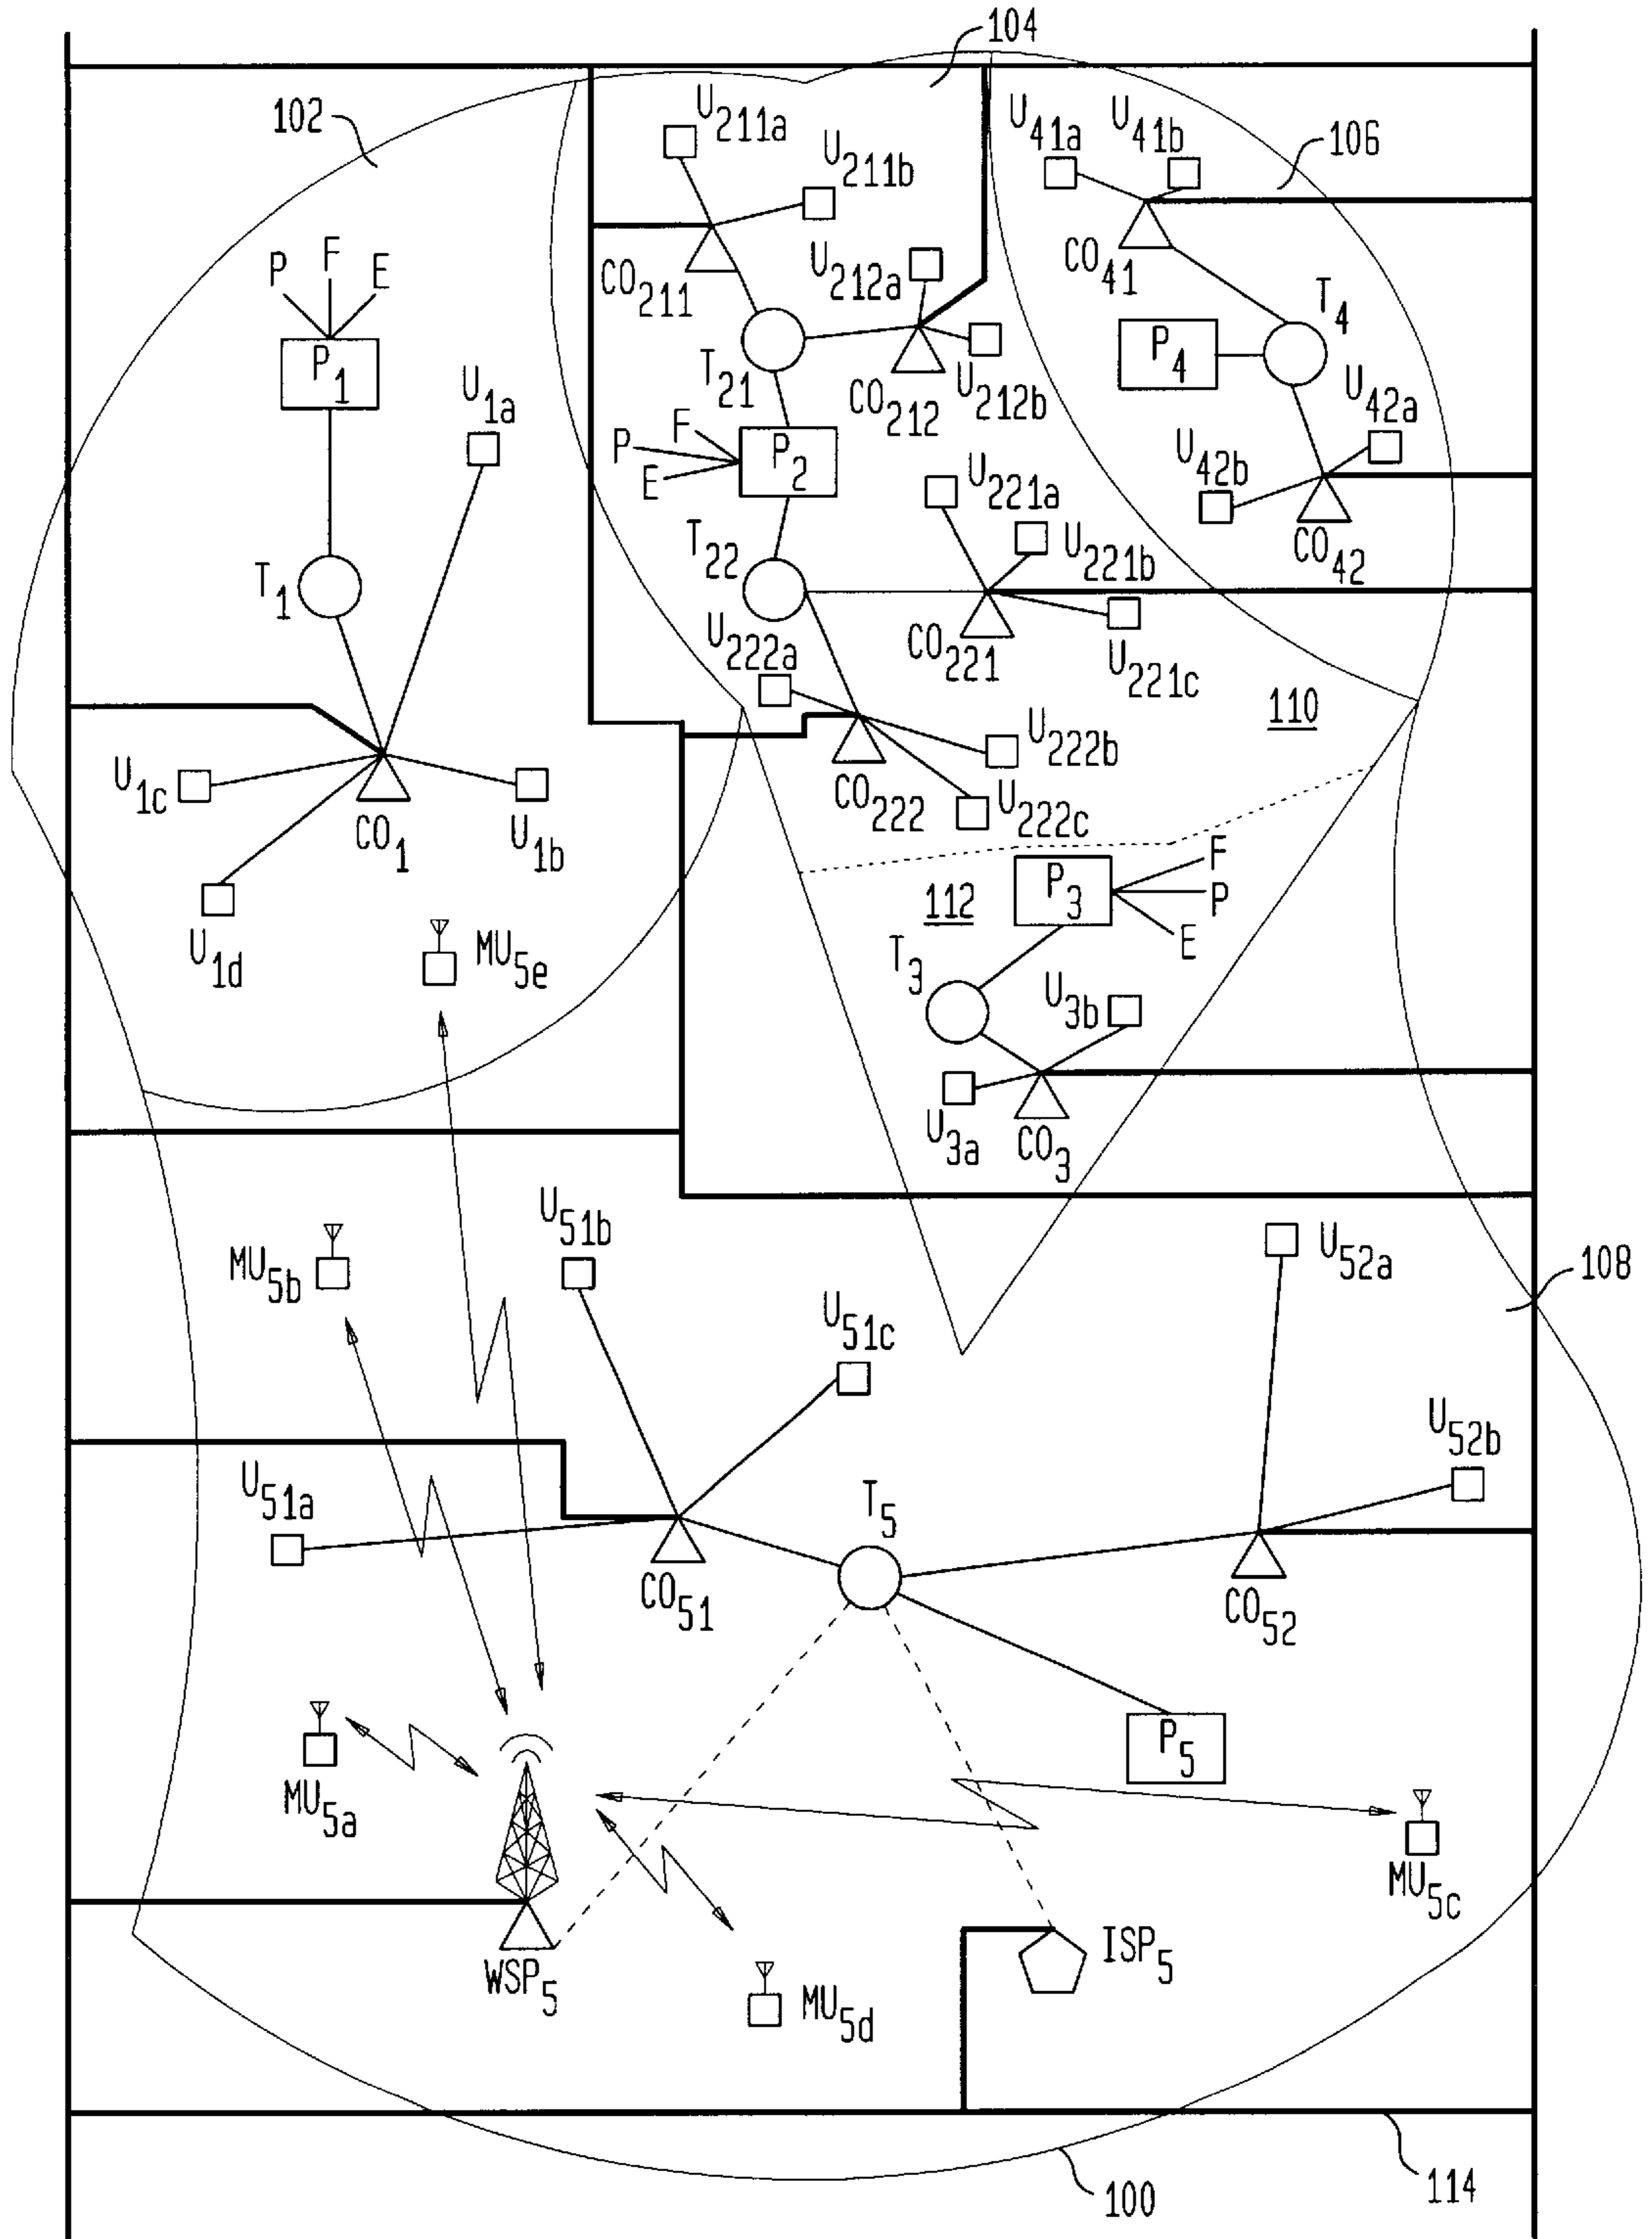 104
102
U211a
U41a
U41b
106
U211b
P
F
E
CO211
U212a
CO41
T4
P1
T21
P4
U1a
CO212
U212b
U42a
P
F
E
P2
U221a
U42b
T22
U221b
CO42
T1
U222a
CO221
U221c
110
U222b
U1c
CO1
U1b
CO222
U222c
F
P
E
P3
112
U1d
MU5e
T3
U3b
U3a
CO3
U51b
MU5b
U52a
108
U51c
U52b
U51a
T5
CO51
CO52
P5
MU5a
MU5c
WSP5
ISP5
MU5d
100
114